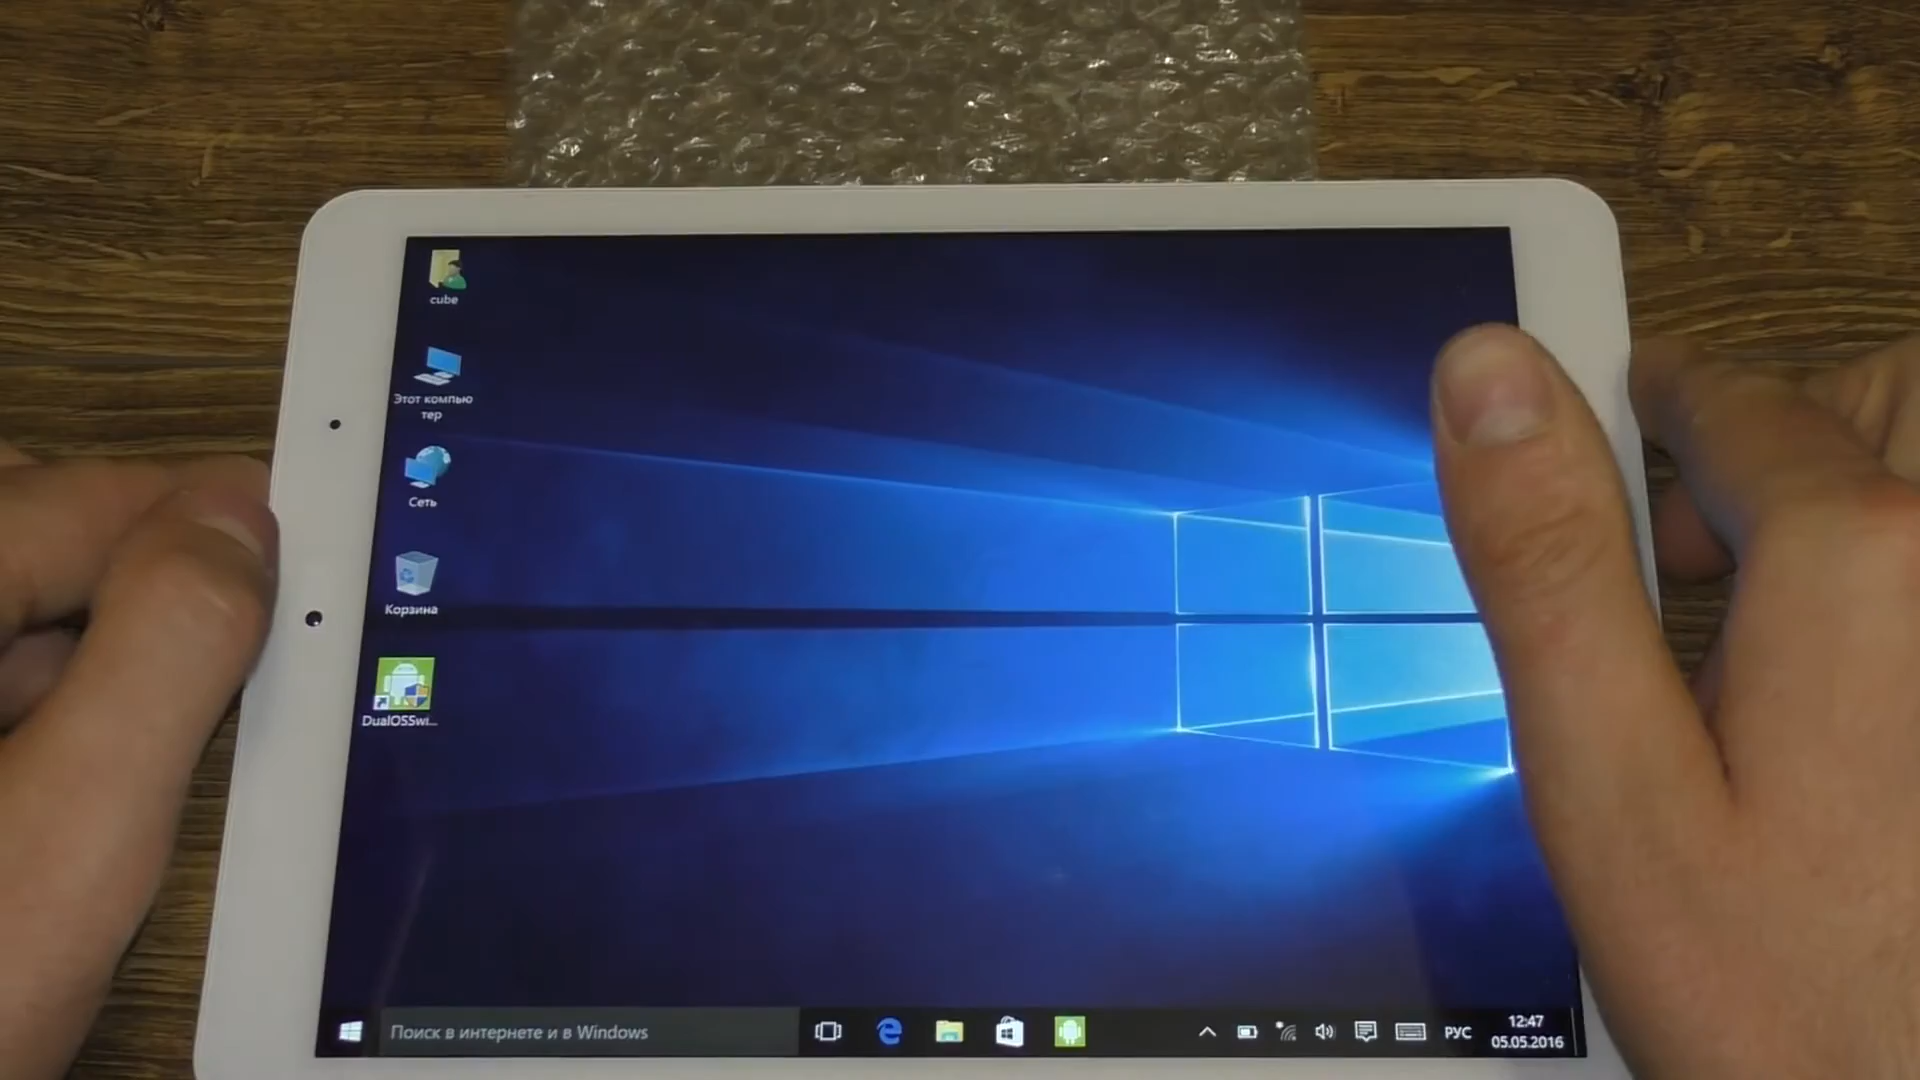 cube
Этот компью
тер
Сеть
Корзина
DualOSSwi...
Поиск в интернете и в Windows
РУС
12:47
05.05.2016